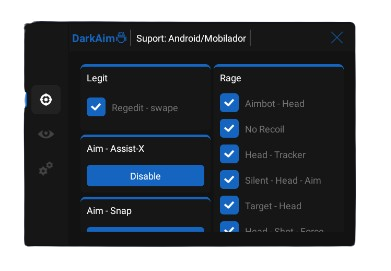 DarkAim Suport: Android/Mobilador
Legit
Regedit - swape
Aim - Assist-X
Disable
Aim - Snap
Rage
Aimbot - Head
No Recoil
Head - Tracker
Silent - Head - Aim
Target - Head
Head - Shot - Force